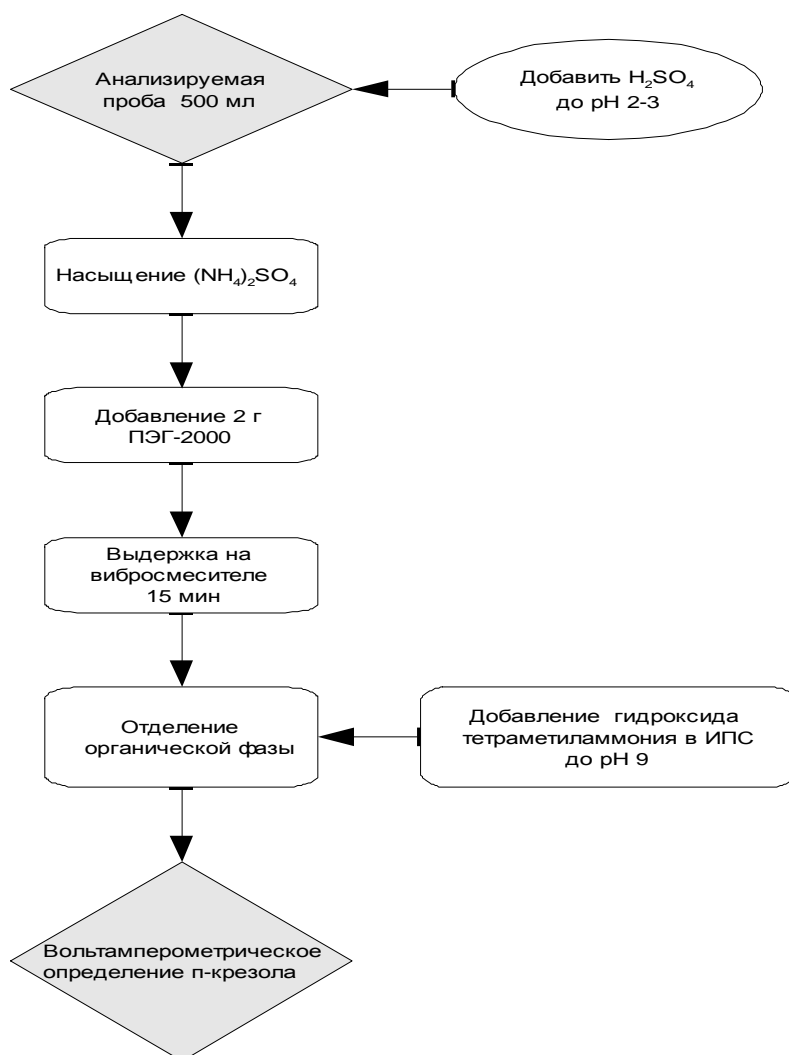 Анализируемая
проба 500 мл
Добавить H₂SO₄
до pH 2-3
Насыщение (NH₄)₂SO₄
Добавление 2 г
ПЭГ-2000
Выдержка на
вибросмесителе
15 мин
Отделение
органической фазы
Добавление гидроксида
тетраметиламмония в ИПС
до pH 9
Вольтамперометрическое
определение п-крезола